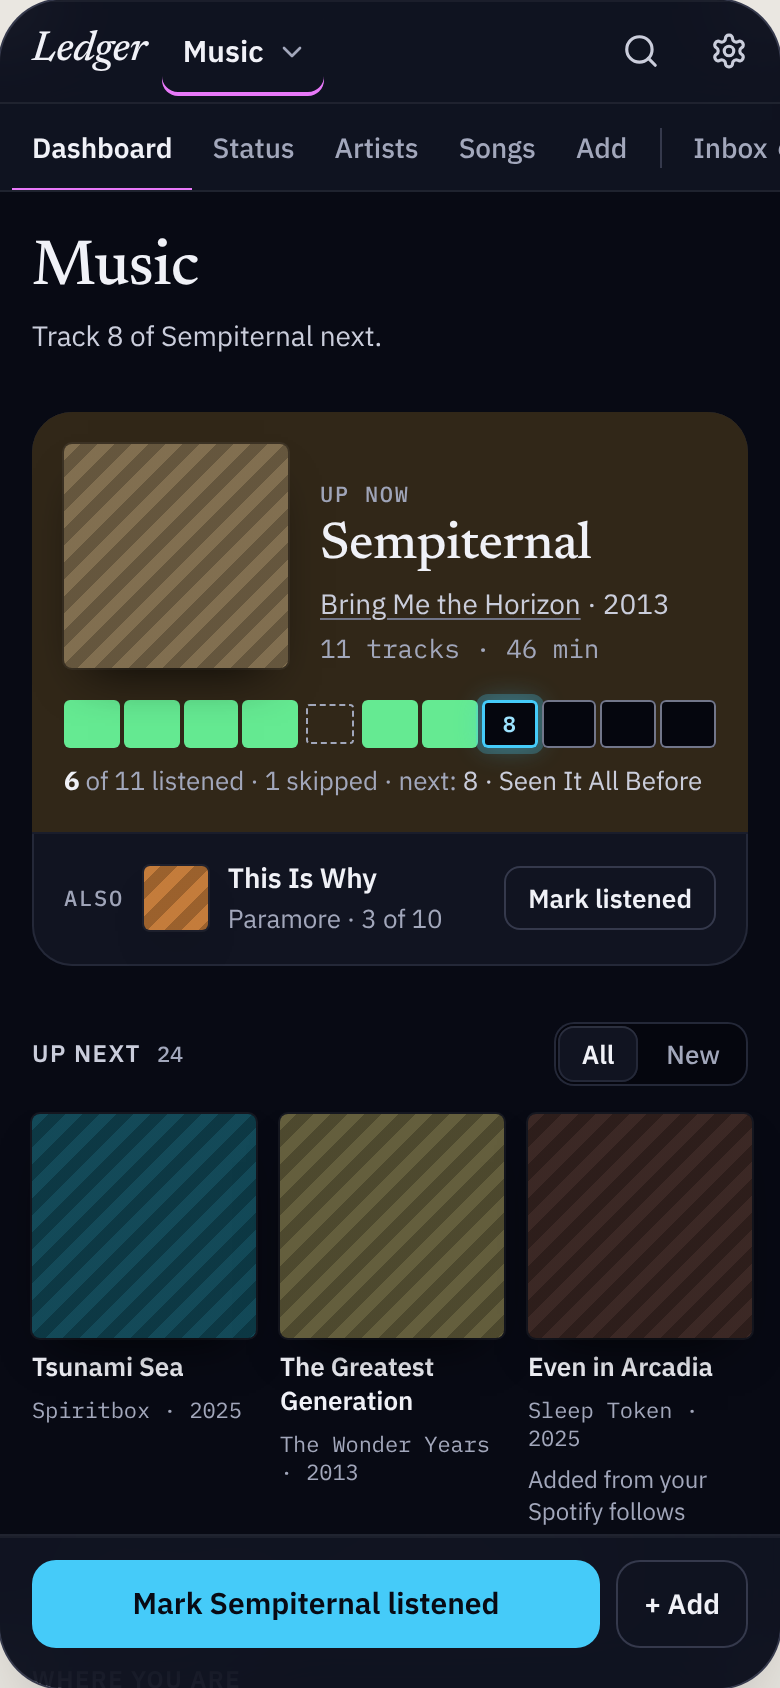 Ledger Music
Dashboard Status Artists Songs Add Inbox
Music
Track 8 of Sempiternal next.
UP NOW
Sempiternal
Bring Me the Horizon · 2013
11 tracks · 46 min
8
6 of 11 listened · 1 skipped · next: 8 · Seen It All Before
ALSO
This Is Why
Paramore · 3 of 10
Mark listened
UP NEXT 24
All New
Tsunami Sea
Spiritbox · 2025
The Greatest
Generation
The Wonder Years
· 2013
Even in Arcadia
Sleep Token ·
2025
Added from your
Spotify follows
Mark Sempiternal listened
+ Add
WHERE YOU ARE